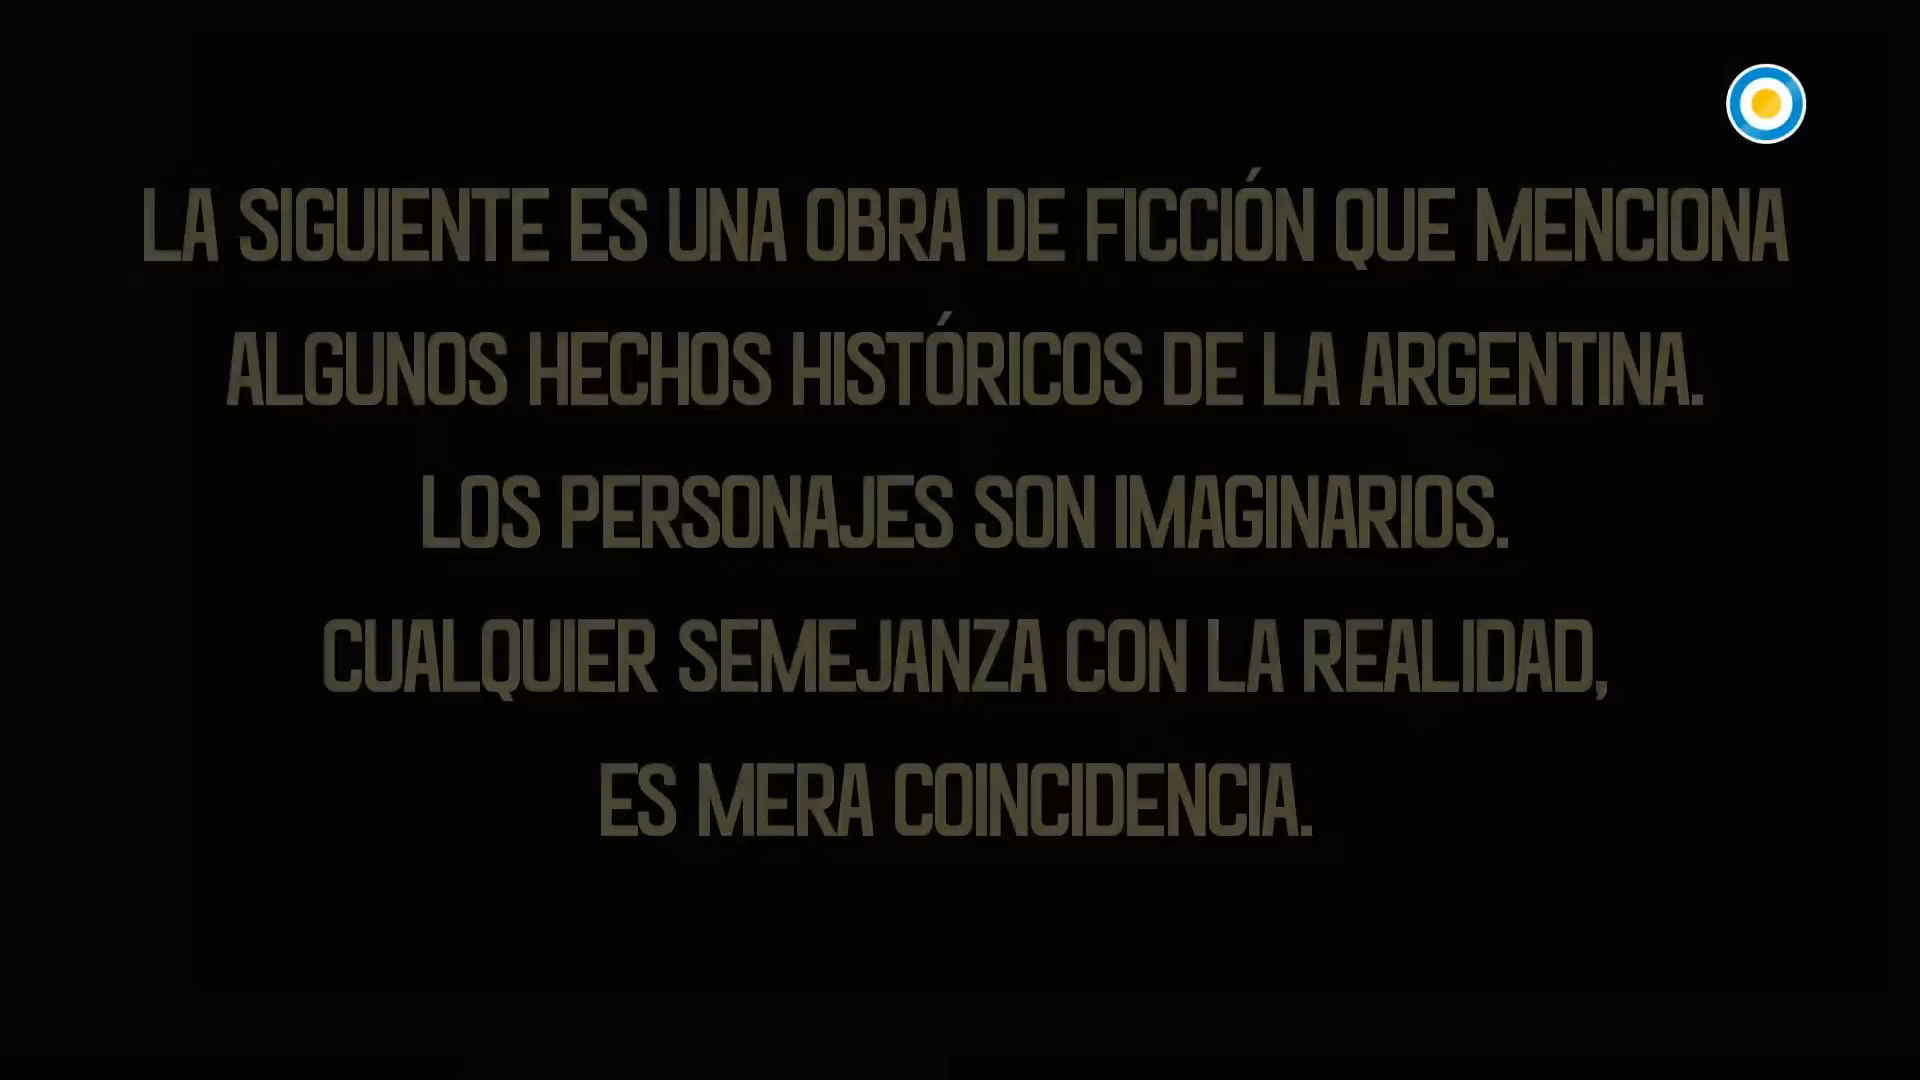 LA SIGUIENTE ES UNA OBRA DE FICCIÓN QUE MENCIONA
ALGUNOS HECHOS HISTÓRICOS DE LA ARGENTINA.
LOS PERSONAJES SON IMAGINARIOS.
CUALQUIER SEMEJANZA CON LA REALIDAD,
ES MERA COINCIDENCIA.